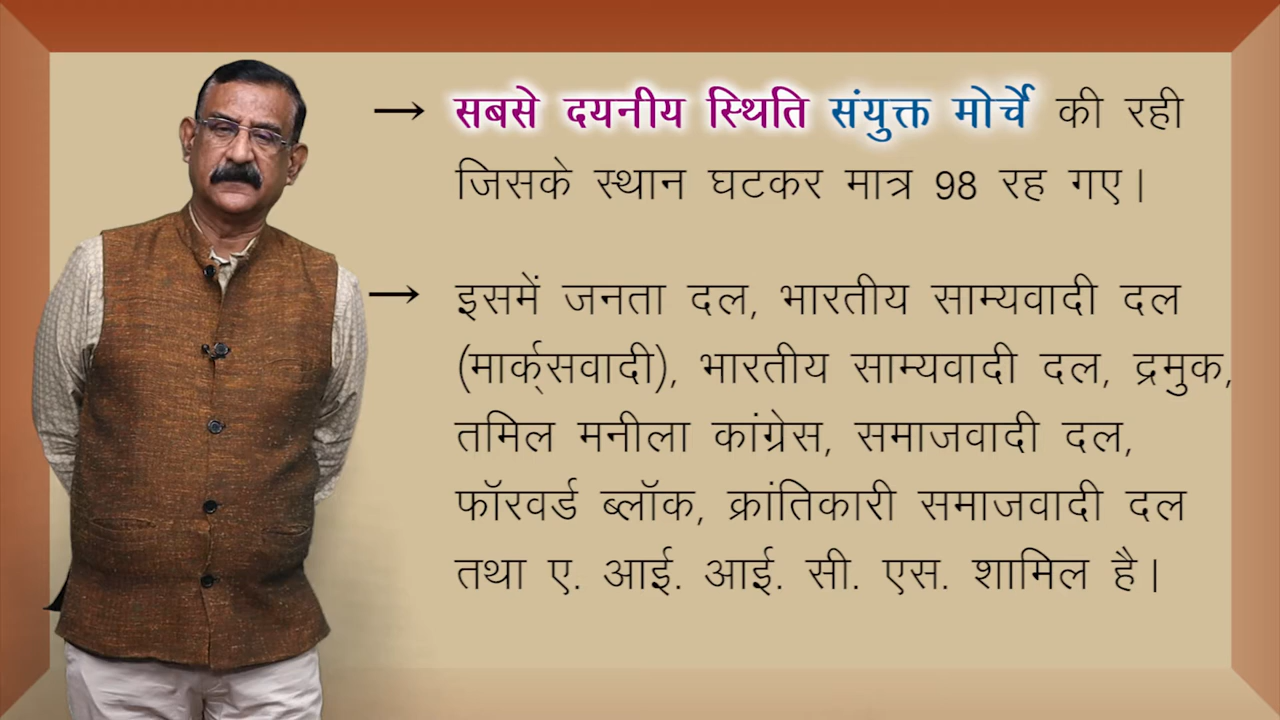 → सबसे दयनीय स्थिति संयुक्त मोर्चे की रही
जिसके स्थान घटकर मात्र 98 रह गए।
→ इसमें जनता दल, भारतीय साम्यवादी दल
(मार्क्सवादी), भारतीय साम्यवादी दल, द्रमुक,
तमिल मनीला कांग्रेस, समाजवादी दल,
फॉरवर्ड ब्लॉक, क्रांतिकारी समाजवादी दल
तथा ए. आई. आई. सी. एस. शामिल है।